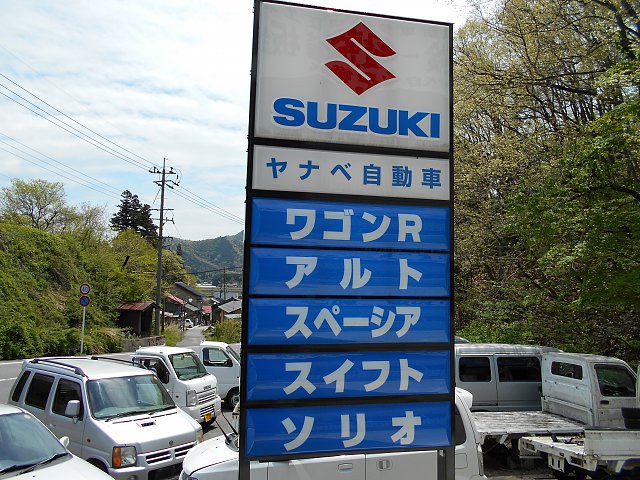 SUZUKI
ヤナベ自動車
ワゴンR
アルト
スペーシア
スイフト
ソリオ